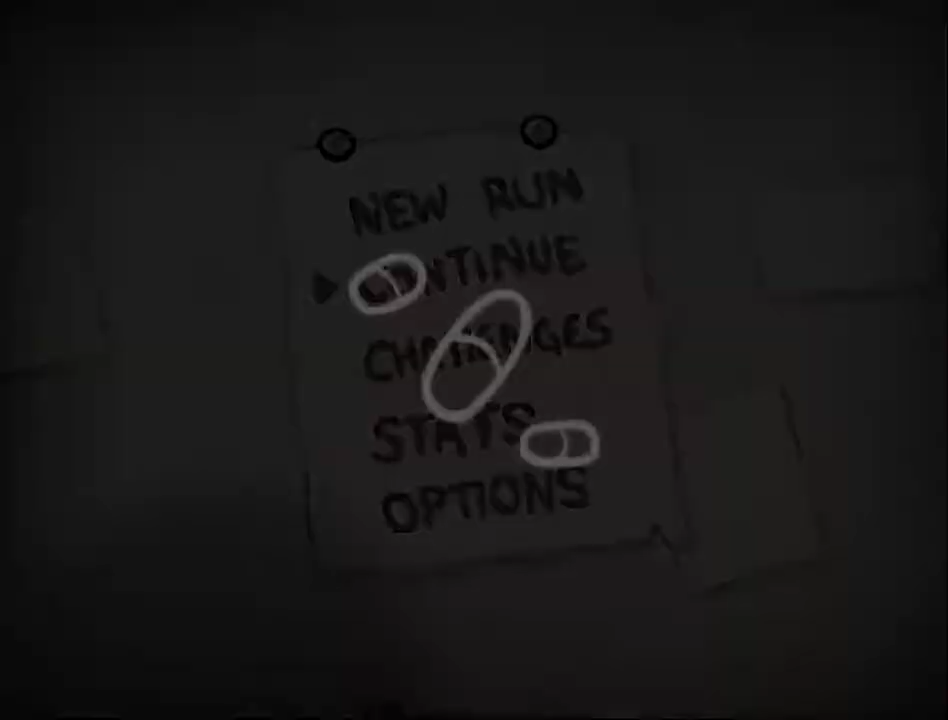 NEW RUN
CONTINUE
CHALLENGES
STATS
OPTIONS